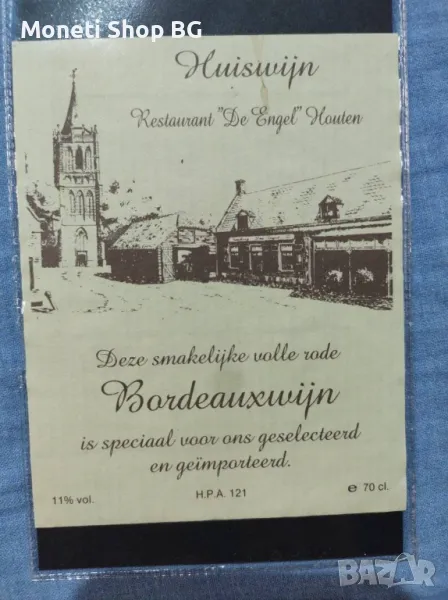 Moneti Shop BG
Huiswijn
Restaurant "De Engel" Houten
Deze smakelijke volle rode
Bordeauxwijn
is speciaal voor ons geselecteerd
en geïmporteerd.
11% vol.
H.P.A. 121
e 70 cl.
BAZAR